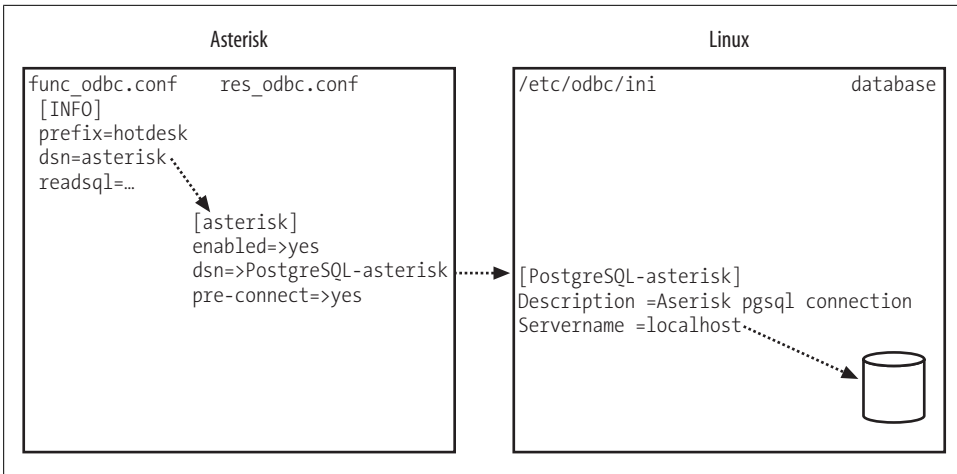 Asterisk
func_odbc.conf res_odbc.conf
[INFO]
prefix=hotdesk
dsn=asterisk
readsql=…
[asterisk]
enabled=>yes
dsn=>PostgreSQL-asterisk
pre-connect=>yes
Linux
/etc/odbc/ini database
[PostgreSQL-asterisk]
Description =Aserisk pgsql connection
Servername =localhost